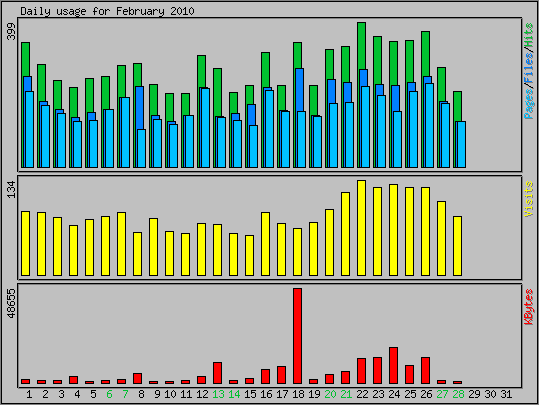 Daily usage for February 2010
399
Pages/Files/Hits
134
Visits
48655
KBytes
1 2 3 4 5 6 7 8 9 10 11 12 13 14 15 16 17 18 19 20 21 22 23 24 25 26 27 28 29 30 31